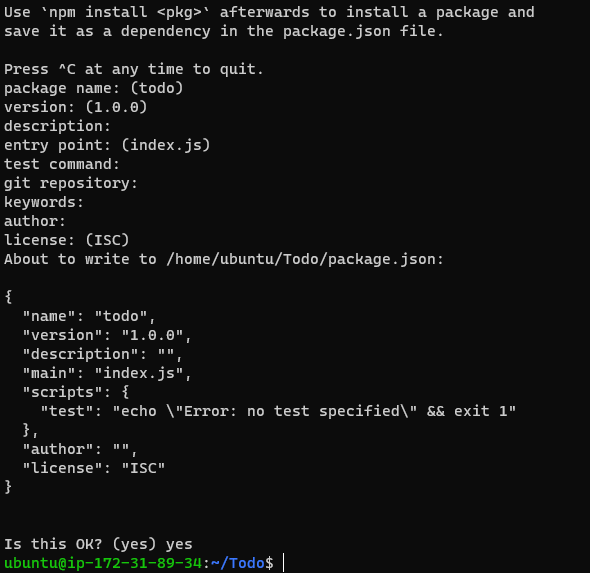 Use `npm install <pkg>` afterwards to install a package and
save it as a dependency in the package.json file.

Press ^C at any time to quit.
package name: (todo)
version: (1.0.0)
description:
entry point: (index.js)
test command:
git repository:
keywords:
author:
license: (ISC)
About to write to /home/ubuntu/Todo/package.json:

{
  "name": "todo",
  "version": "1.0.0",
  "description": "",
  "main": "index.js",
  "scripts": {
    "test": "echo \"Error: no test specified\" && exit 1"
  },
  "author": "",
  "license": "ISC"
}


Is this OK? (yes) yes
ubuntu@ip-172-31-89-34:~/Todo$